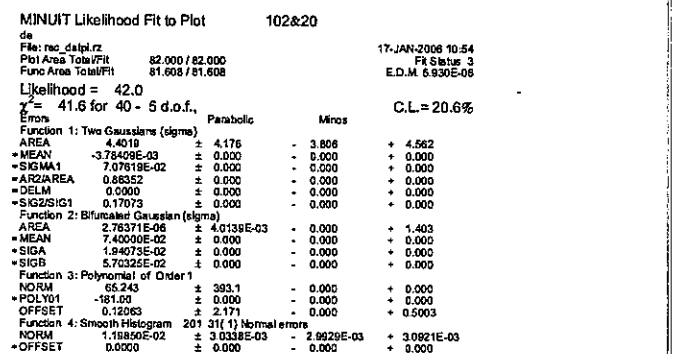 MINUIT Likelihood Fit to Plot 102&20
de
File: rec_dalpi.rz 17-JAN-2006 10:54
Plot Area Total/Fit 82.000 / 82.000 Fit Status 3
Func Area Total/Fit 81.608 / 81.608 E.D.M. 6.930E-06
Likelihood = 42.0
χ²= 41.6 for 40 - 5 d.o.f., C.L.= 20.6%
Errors Parabolic Minos
Function 1: Two Gaussians (sigma)
AREA 4.4019 ± 4.176 - 3.806 + 4.562
*MEAN -3.78409E-03 ± 0.000 - 0.000 + 0.000
*SIGMA1 7.07619E-02 ± 0.000 - 0.000 + 0.000
*AR2/AREA 0.88352 ± 0.000 - 0.000 + 0.000
*DELM 0.0000 ± 0.000 - 0.000 + 0.000
*SIG2/SIG1 0.17073 ± 0.000 - 0.000 + 0.000
Function 2: Bifurcated Gaussian (sigma)
AREA 2.76371E-06 ± 4.0139E-03 - 0.000 + 1.403
*MEAN 7.40000E-02 ± 0.000 - 0.000 + 0.000
*SIGA 1.94073E-02 ± 0.000 - 0.000 + 0.000
*SIGB 5.70325E-02 ± 0.000 - 0.000 + 0.000
Function 3: Polynomial of Order 1
NORM 65.243 ± 393.1 - 0.000 + 0.000
*POLY01 -181.00 ± 0.000 - 0.000 + 0.000
OFFSET 0.12063 ± 2.171 - 0.000 + 0.5003
Function 4: Smooth Histogram 201 31( 1) Normal errors
NORM 1.19850E-02 ± 3.0338E-03 - 2.9929E-03 + 3.0921E-03
*OFFSET 0.0000 ± 0.000 - 0.000 + 0.000